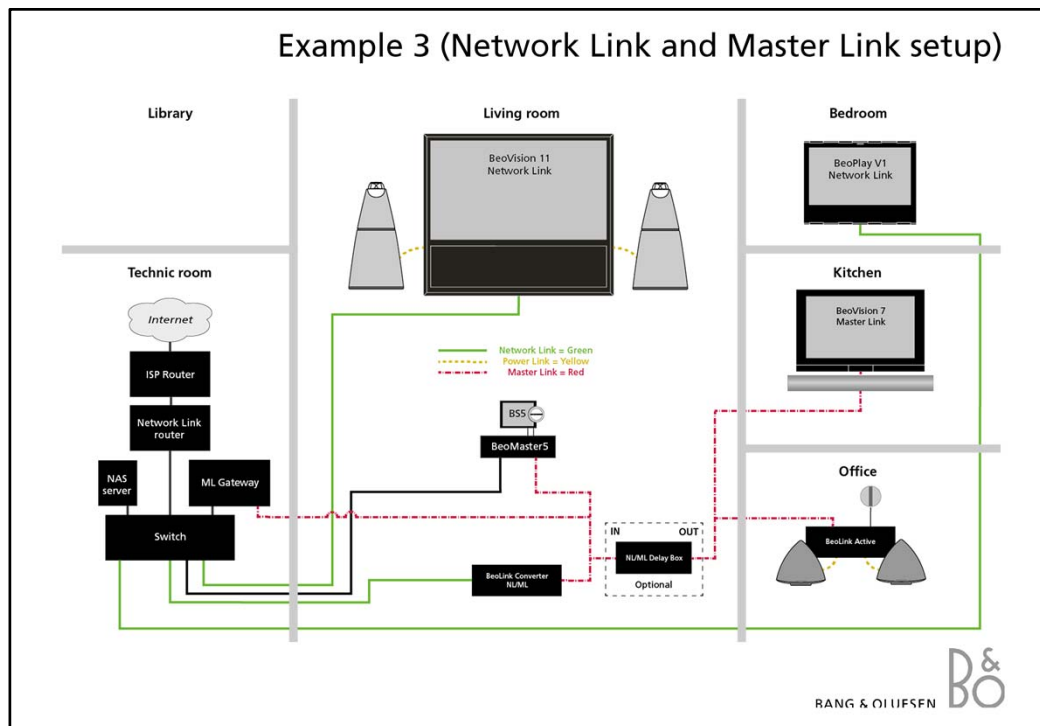 Example 3 (Network Link and Master Link setup)
Library
Living room
Bedroom
BeoVision 11
Network Link
BeoPlay V1
Network Link
Technic room
Kitchen
Internet
BeoVision 7
Master Link
ISP Router
Network Link = Green
Power Link = Yellow
Master Link = Red
Network Link
router
BS5
BeoMaster5
NAS
server
ML Gateway
Office
Switch
IN
OUT
NL/ML Delay Box
BeoLink Active
BeoLink Converter
NL/ML
Optional
BANG & OLUFSEN
B&O